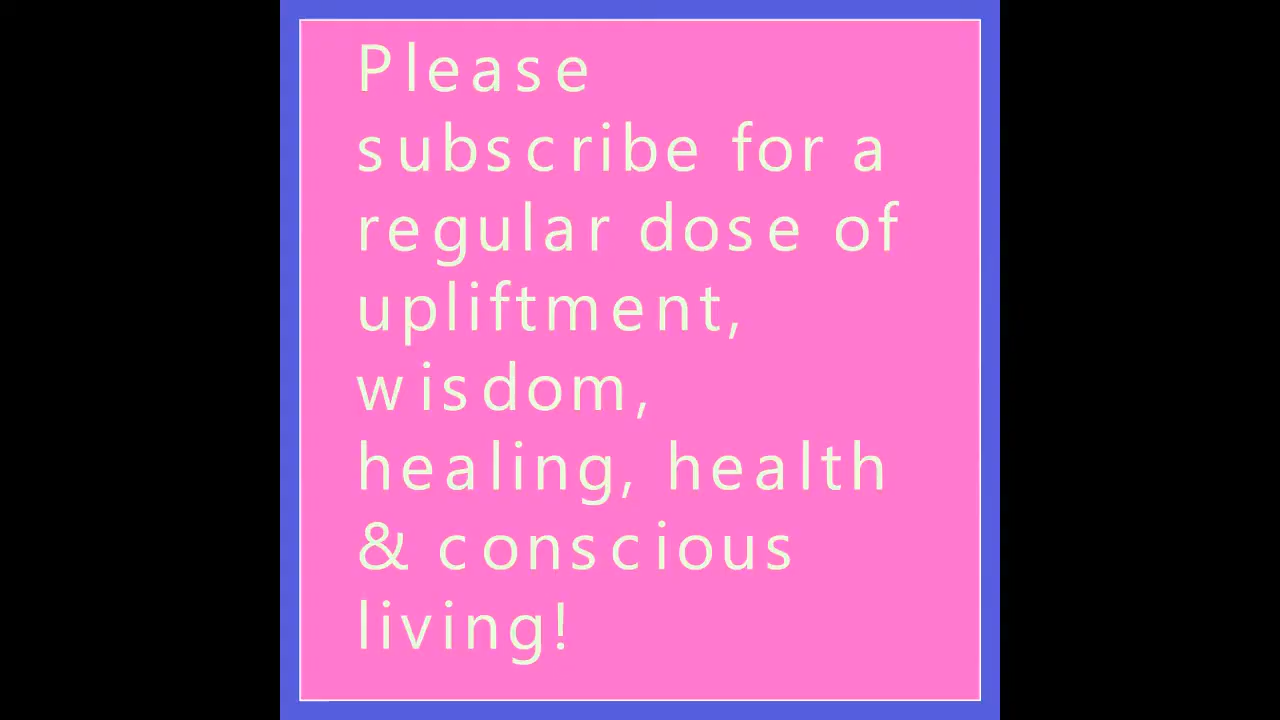 Please
subscribe for a
regular dose of
upliftment,
wisdom,
healing, health
& conscious
living!